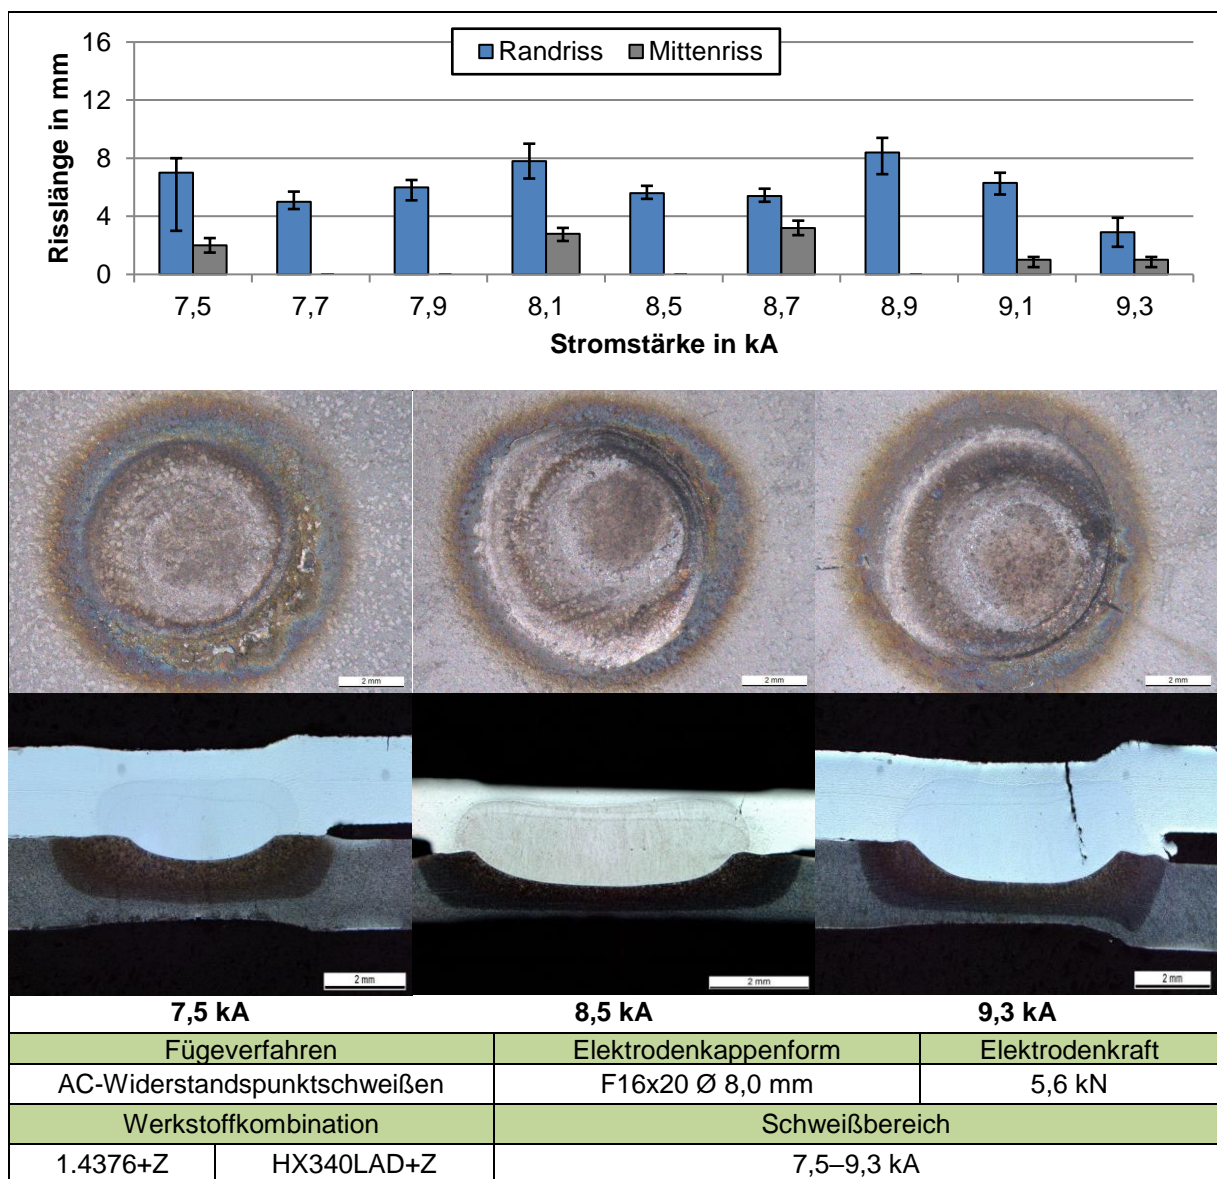 Randriss Mittenriss
Risslänge in mm
16
12
8
4
0
7,5 7,7 7,9 8,1 8,5 8,7 8,9 9,1 9,3
Stromstärke in kA
2 mm 2 mm 2 mm
2 mm 2 mm 2 mm
7,5 kA 8,5 kA 9,3 kA
Fügeverfahren Elektrodenkappenform Elektrodenkraft
AC-Widerstandspunktschweißen F16x20 Ø 8,0 mm 5,6 kN
Werkstoffkombination Schweißbereich
1.4376+Z HX340LAD+Z 7,5–9,3 kA